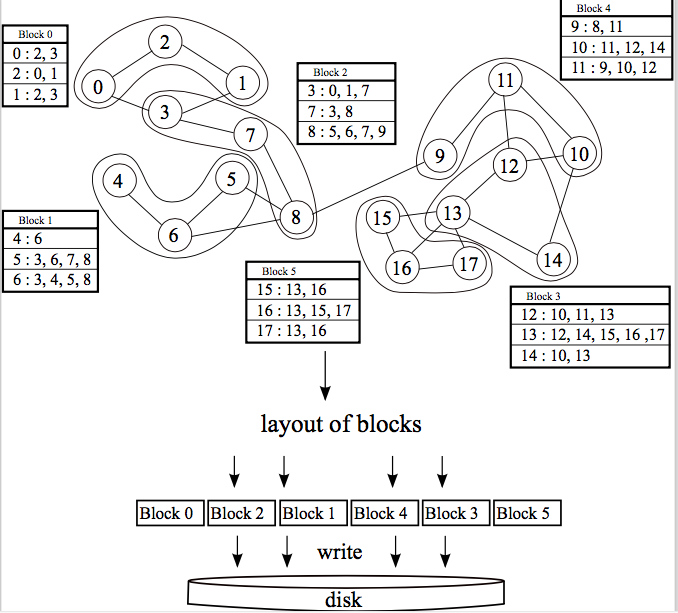 Block 0
0 : 2, 3
2 : 0, 1
1 : 2, 3
2
0
1
3
7
Block 2
3 : 0, 1, 7
7 : 3, 8
8 : 5, 6, 7, 9
Block 4
9 : 8, 11
10 : 11, 12, 14
11 : 9, 10, 12
11
9
12
10
4
5
6
8
15
13
16
17
14
Block 1
4 : 6
5 : 3, 6, 7, 8
6 : 3, 4, 5, 8
Block 5
15 : 13, 16
16 : 13, 15, 17
17 : 13, 16
Block 3
12 : 10, 11, 13
13 : 12, 14, 15, 16 ,17
14 : 10, 13
layout of blocks
Block 0 Block 2 Block 1 Block 4 Block 3 Block 5
write
disk